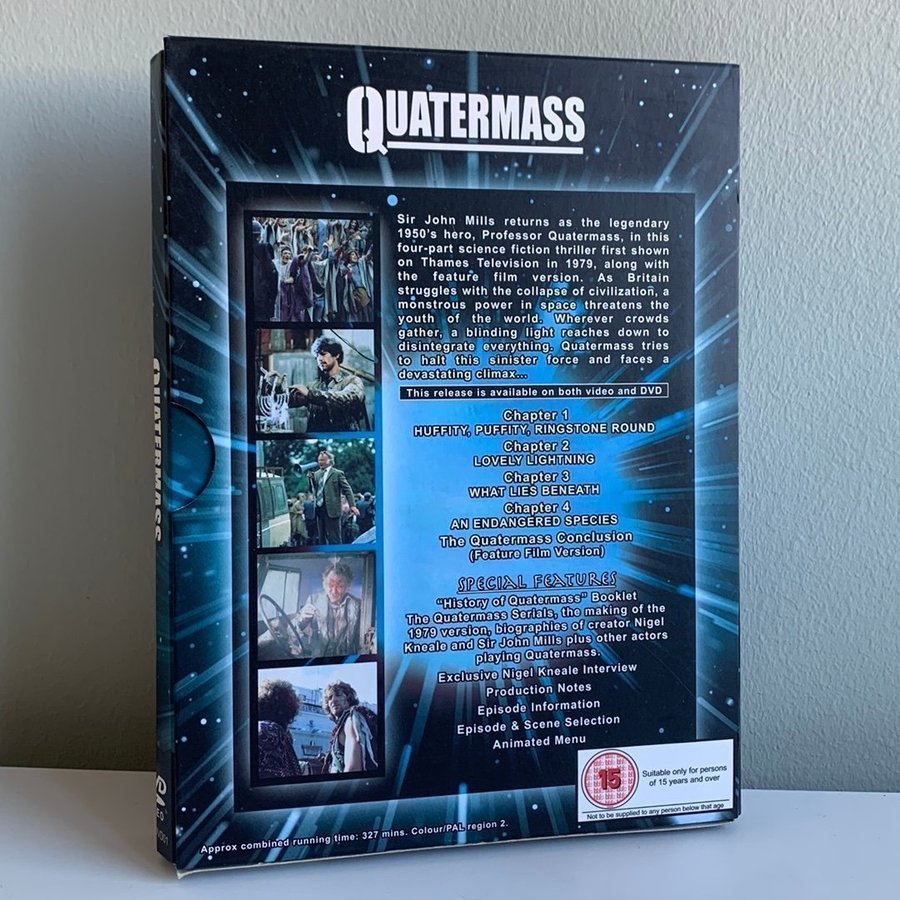 QUATERMASS
Sir John Mills returns as the legendary
1950's hero, Professor Quatermass, in this
four-part science fiction thriller first shown
on Thames Television in 1979, along with
the feature film version. As Britain
struggles with the collapse of civilization, a
monstrous power in space threatens the
youth of the world. Wherever crowds
gather, a blinding light reaches down to
disintegrate everything. Quatermass tries
to halt this sinister force and faces a
devastating climax...
This release is available on both video and DVD
Chapter 1
HUFFITY, PUFFITY, RINGSTONE ROUND
Chapter 2
LOVELY LIGHTNING
Chapter 3
WHAT LIES BENEATH
Chapter 4
AN ENDANGERED SPECIES
The Quatermass Conclusion
(Feature Film Version)
SPECIAL FEATURES
“History of Quatermass” Booklet
The Quatermass Serials, the making of the
1979 version, biographies of creator Nigel
Kneale and Sir John Mills plus other actors
playing Quatermass.
Exclusive Nigel Kneale Interview
Production Notes
Episode Information
Episode & Scene Selection
Animated Menu
15
Suitable only for persons
of 15 years and over
Not to be supplied to any person below that age
Approx combined running time: 327 mins. Colour/PAL region 2.
QUATERMASS